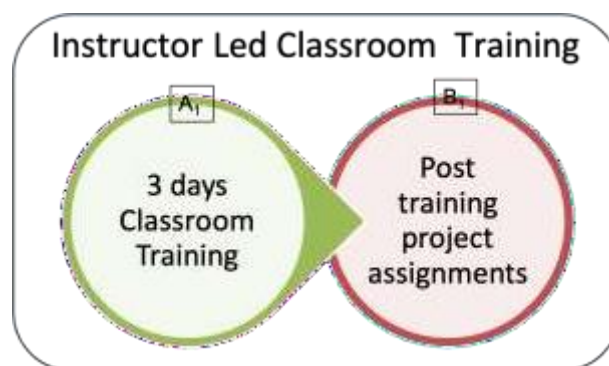 Instructor Led Classroom Training
A₁
B₁
3 days
Classroom
Training
Post
training
project
assignments